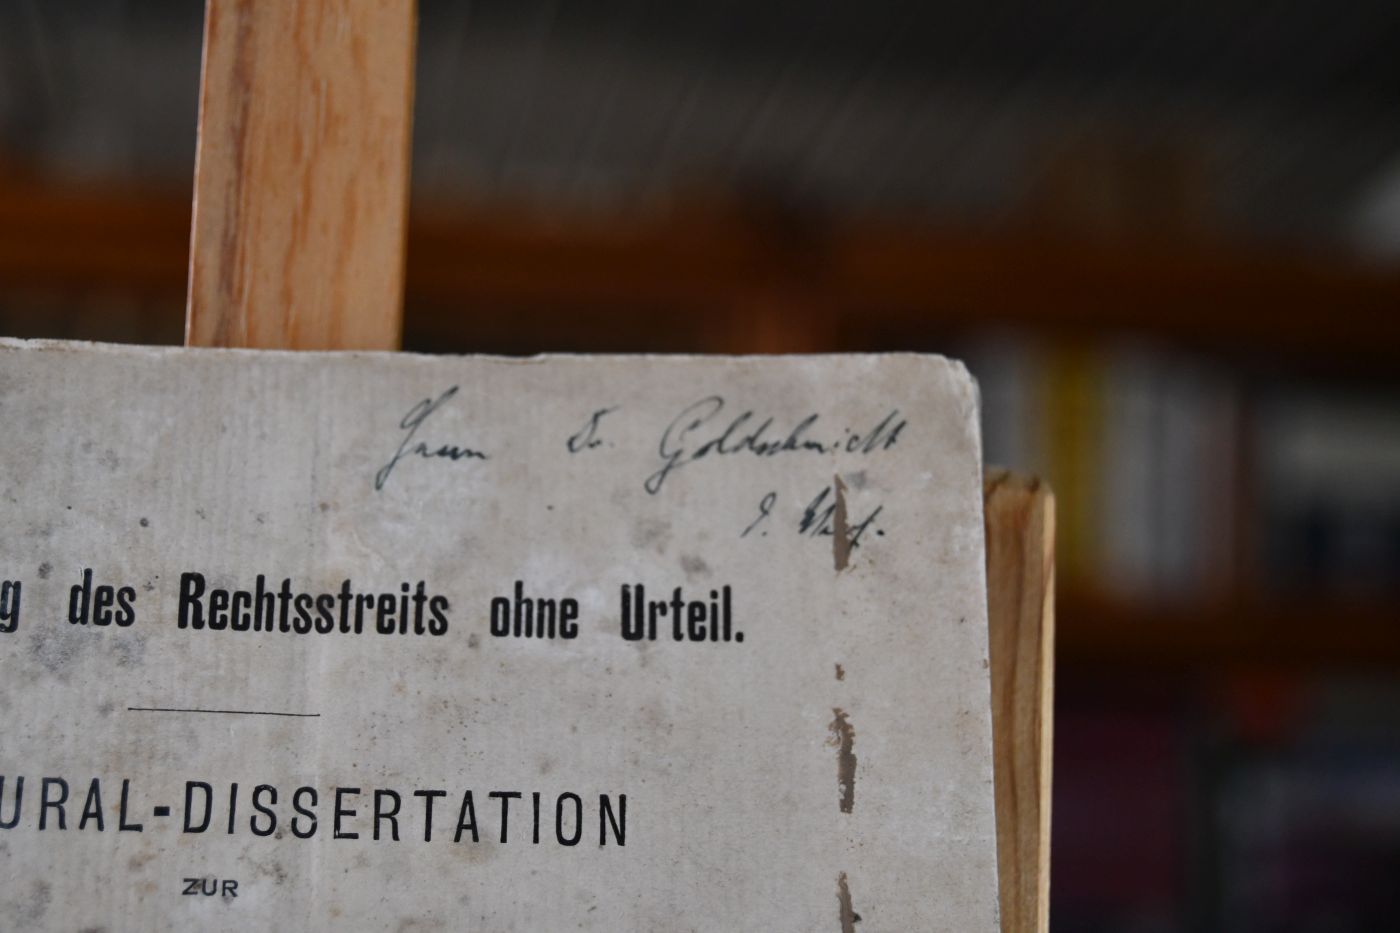 Herrn Dr. Goldschmidt
g des Rechtsstreits ohne Urteil.
URAL-DISSERTATION
ZUR